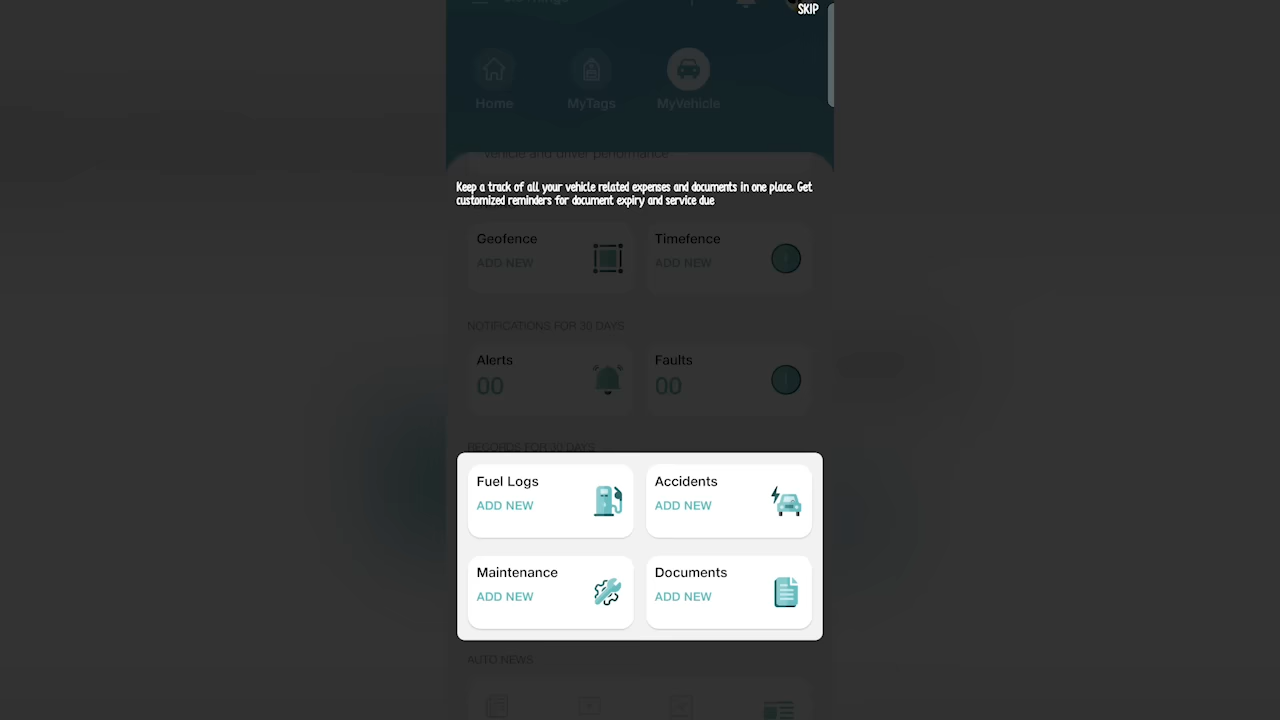 SKIP
Home MyTags MyVehicle
vehicle and driver performance
Keep a track of all your vehicle related expenses and documents in one place. Get
customized reminders for document expiry and service due
Geofence Timefence
ADD NEW ADD NEW
NOTIFICATIONS FOR 30 DAYS
Alerts Faults
00 00
RECORDS FOR 30 DAYS
Fuel Logs Accidents
ADD NEW ADD NEW
Maintenance Documents
ADD NEW ADD NEW
AUTO NEWS